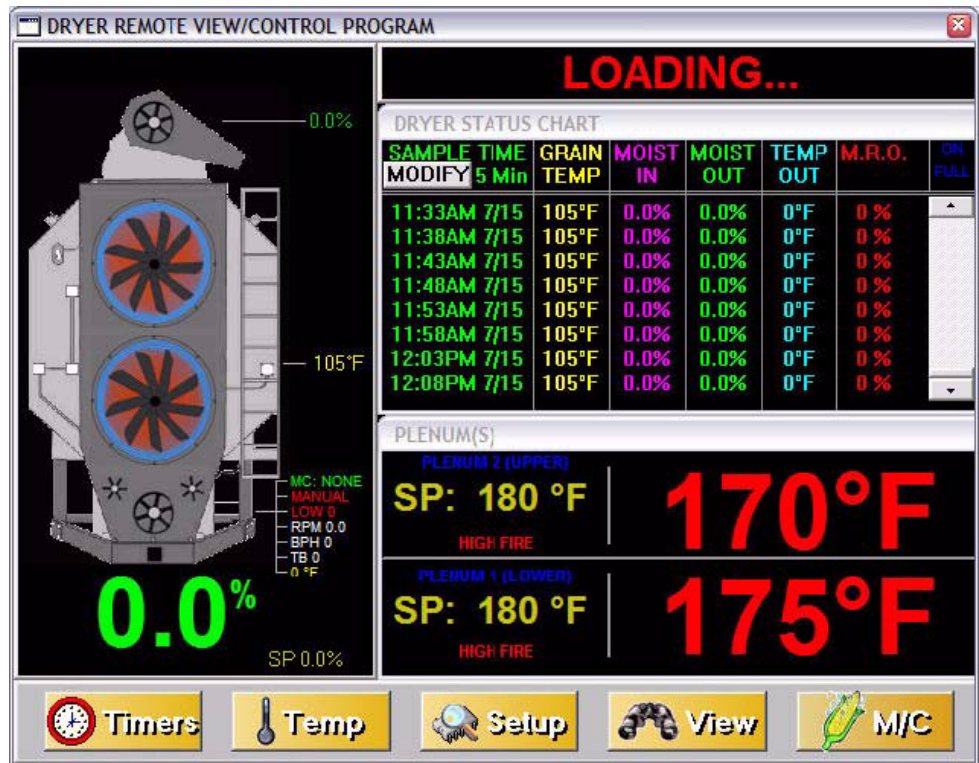 DRYER REMOTE VIEW/CONTROL PROGRAM
0.0%
105°F
MC: NONE
MANUAL
LOW 0
RPM 0.0
BPH 0
TB 0
0 °F
0.0%
SP 0.0%
LOADING...
DRYER STATUS CHART
SAMPLE TIME GRAIN MOIST MOIST TEMP M.R.O. ON
MODIFY 5 Min TEMP IN OUT OUT FULL
11:33AM 7/15 105°F 0.0% 0.0% 0°F 0 %
11:38AM 7/15 105°F 0.0% 0.0% 0°F 0 %
11:43AM 7/15 105°F 0.0% 0.0% 0°F 0 %
11:48AM 7/15 105°F 0.0% 0.0% 0°F 0 %
11:53AM 7/15 105°F 0.0% 0.0% 0°F 0 %
11:58AM 7/15 105°F 0.0% 0.0% 0°F 0 %
12:03PM 7/15 105°F 0.0% 0.0% 0°F 0 %
12:08PM 7/15 105°F 0.0% 0.0% 0°F 0 %
PLENUM(S)
PLENUM 2 (UPPER)
SP: 180 °F 170°F
HIGH FIRE
PLENUM 1 (LOWER)
SP: 180 °F 175°F
HIGH FIRE
Timers Temp Setup View M/C